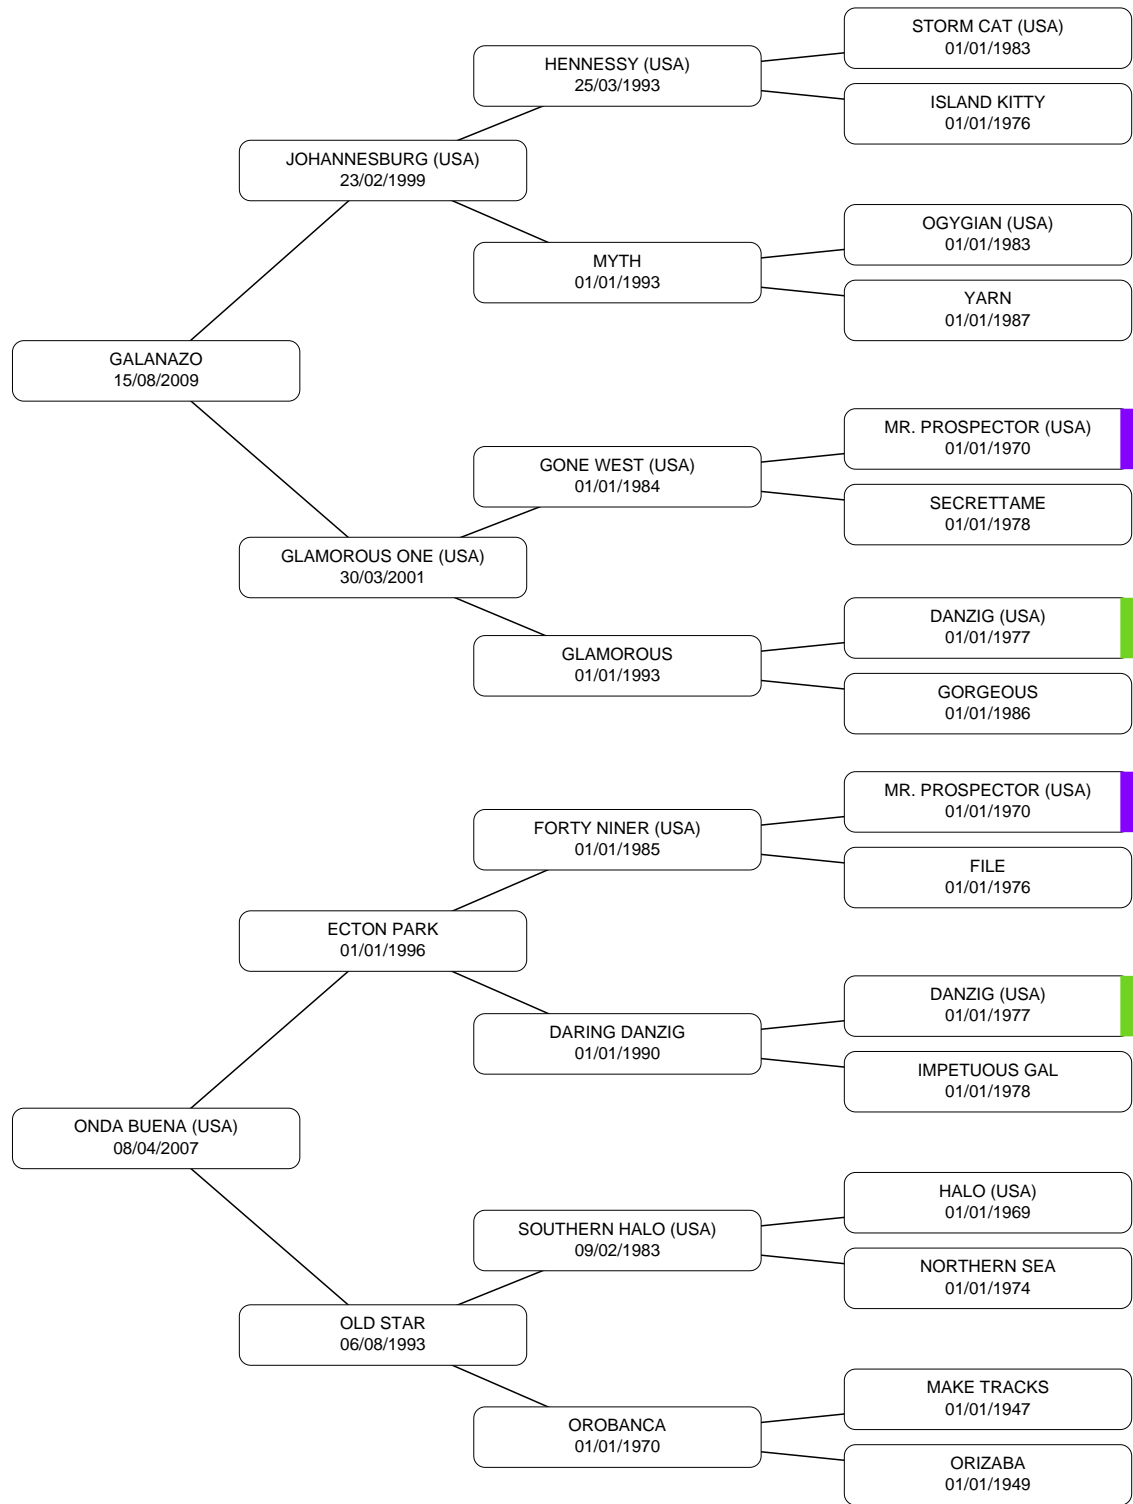 STORM CAT (USA)
01/01/1983
HENNESSY (USA)
25/03/1993
ISLAND KITTY
01/01/1976
JOHANNESBURG (USA)
23/02/1999
OGYGIAN (USA)
01/01/1983
MYTH
01/01/1993
YARN
01/01/1987
GALANAZO
15/08/2009
MR. PROSPECTOR (USA)
01/01/1970
GONE WEST (USA)
01/01/1984
SECRETTAME
01/01/1978
GLAMOROUS ONE (USA)
30/03/2001
DANZIG (USA)
01/01/1977
GLAMOROUS
01/01/1993
GORGEOUS
01/01/1986
MR. PROSPECTOR (USA)
01/01/1970
FORTY NINER (USA)
01/01/1985
FILE
01/01/1976
ECTON PARK
01/01/1996
DANZIG (USA)
01/01/1977
DARING DANZIG
01/01/1990
IMPETUOUS GAL
01/01/1978
ONDA BUENA (USA)
08/04/2007
HALO (USA)
01/01/1969
SOUTHERN HALO (USA)
09/02/1983
NORTHERN SEA
01/01/1974
OLD STAR
06/08/1993
MAKE TRACKS
01/01/1947
OROBANCA
01/01/1970
ORIZABA
01/01/1949